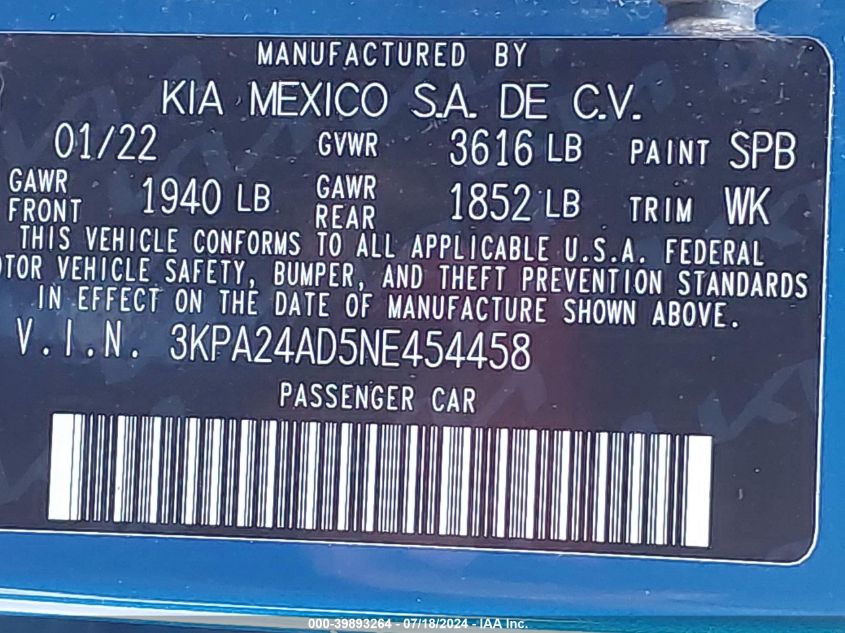 MANUFACTURED BY
KIA MEXICO S.A. DE C.V.
01/22 GVWR 3616 LB PAINT SPB
GAWR FRONT 1940 LB GAWR REAR 1852 LB TRIM WK
THIS VEHICLE CONFORMS TO ALL APPLICABLE U.S.A. FEDERAL
OTOR VEHICLE SAFETY, BUMPER, AND THEFT PREVENTION STANDARDS
IN EFFECT ON THE DATE OF MANUFACTURE SHOWN ABOVE.
V.I.N. 3KPA24AD5NE454458
PASSENGER CAR
000-39893264 - 07/18/2024 - IAA Inc.